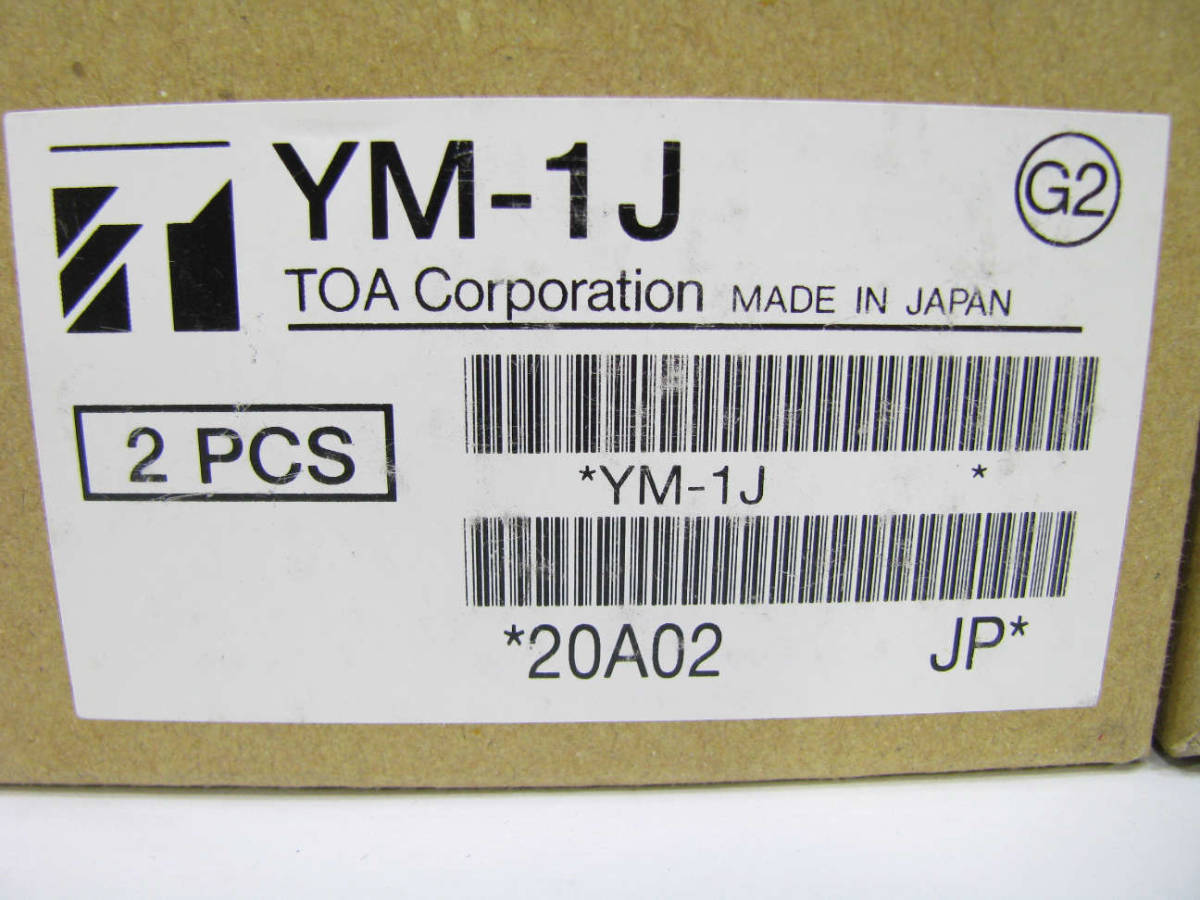 YM-1J
G2
TOA Corporation MADE IN JAPAN
2 PCS
*YM-1J *
*20A02 JP*